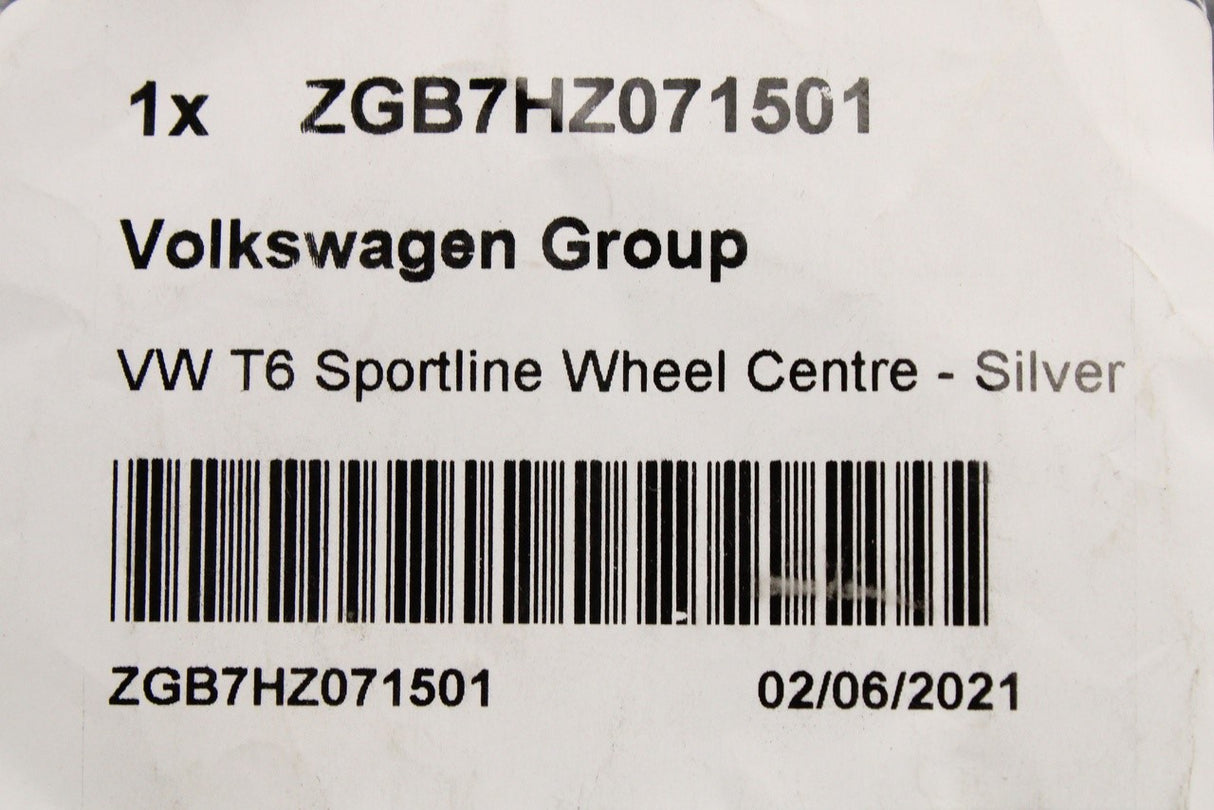 1x ZGB7HZ071501
Volkswagen Group
VW T6 Sportline Wheel Centre - Silver
ZGB7HZ071501 02/06/2021